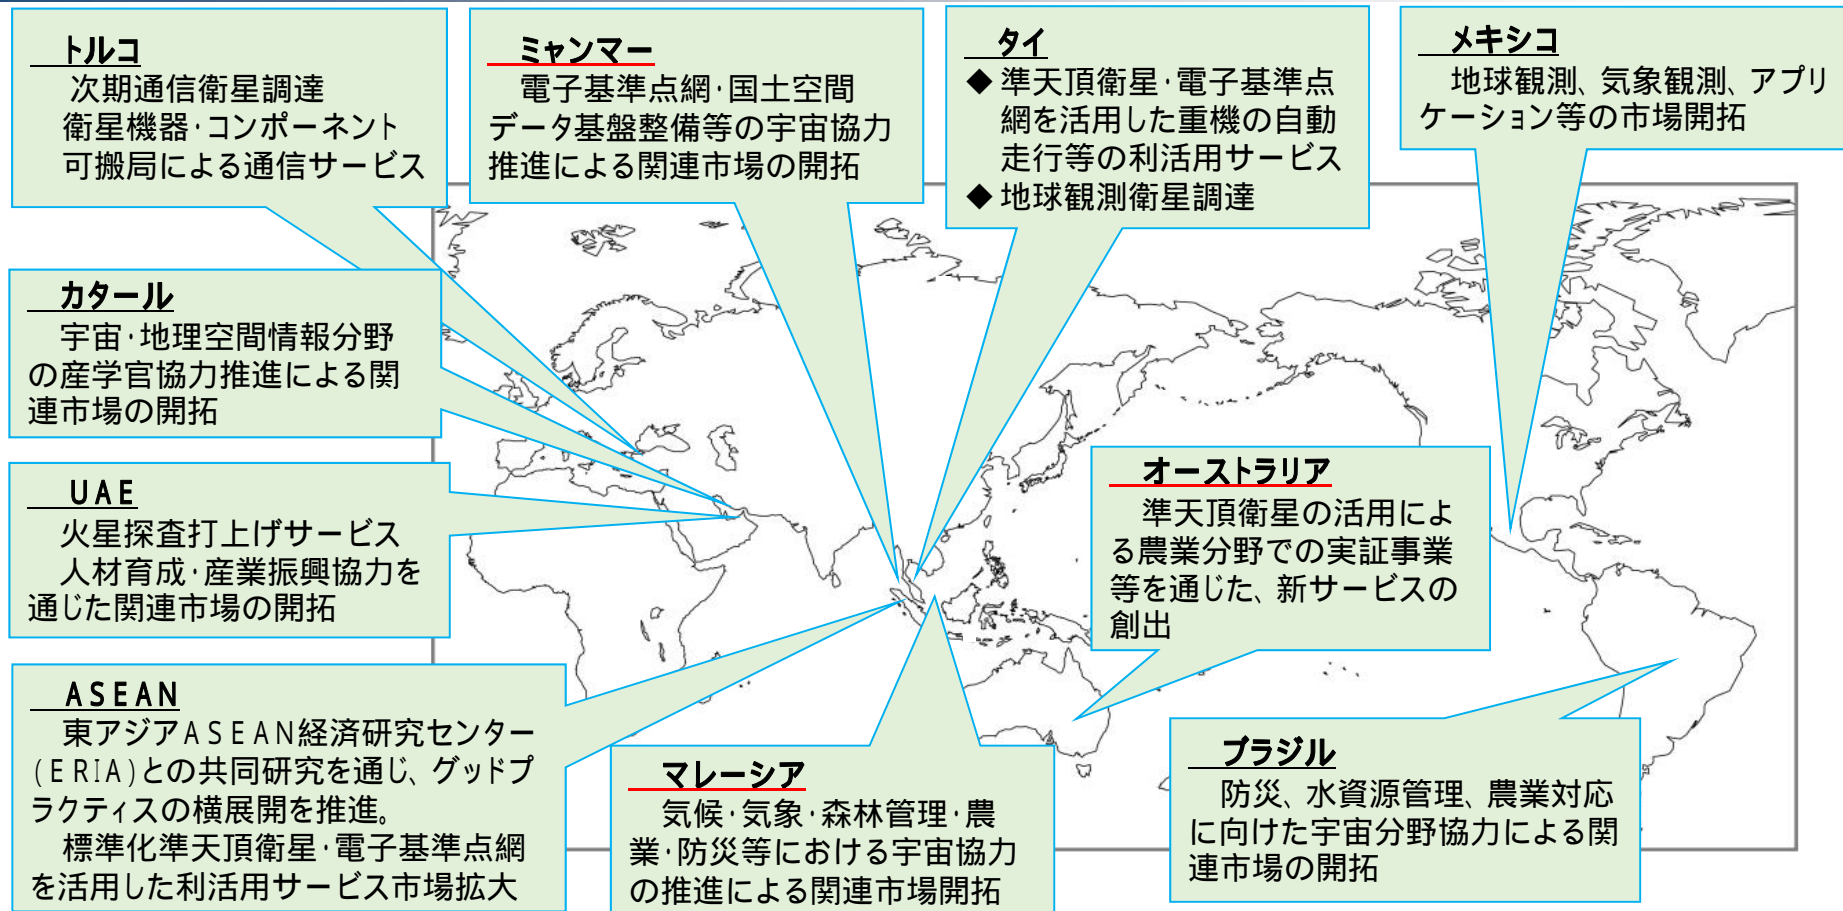 トルコ
次期通信衛星調達
衛星機器・コンポーネント
可搬局による通信サービス
ミャンマー
電子基準点網・国土空間
データ基盤整備等の宇宙協力
推進による関連市場の開拓
タイ
◆ 準天頂衛星・電子基準点
網を活用した重機の自動
走行等の利活用サービス
◆ 地球観測衛星調達
メキシコ
地球観測、気象観測、アプリ
ケーション等の市場開拓
カタール
宇宙・地理空間情報分野
の産学官協力推進による関
連市場の開拓
UAE
火星探査打上げサービス
人材育成・産業振興協力を
通じた関連市場の開拓
オーストラリア
準天頂衛星の活用によ
る農業分野での実証事業
等を通じた、新サービスの
創出
ASEAN
東アジアASEAN経済研究センター
(ERIA)との共同研究を通じ、グッドプ
ラクティスの横展開を推進。
標準化準天頂衛星・電子基準点網
を活用した利活用サービス市場拡大
マレーシア
気候・気象・森林管理・農
業・防災等における宇宙協力
の推進による関連市場開拓
ブラジル
防災、水資源管理、農業対応
に向けた宇宙分野協力による関
連市場の開拓